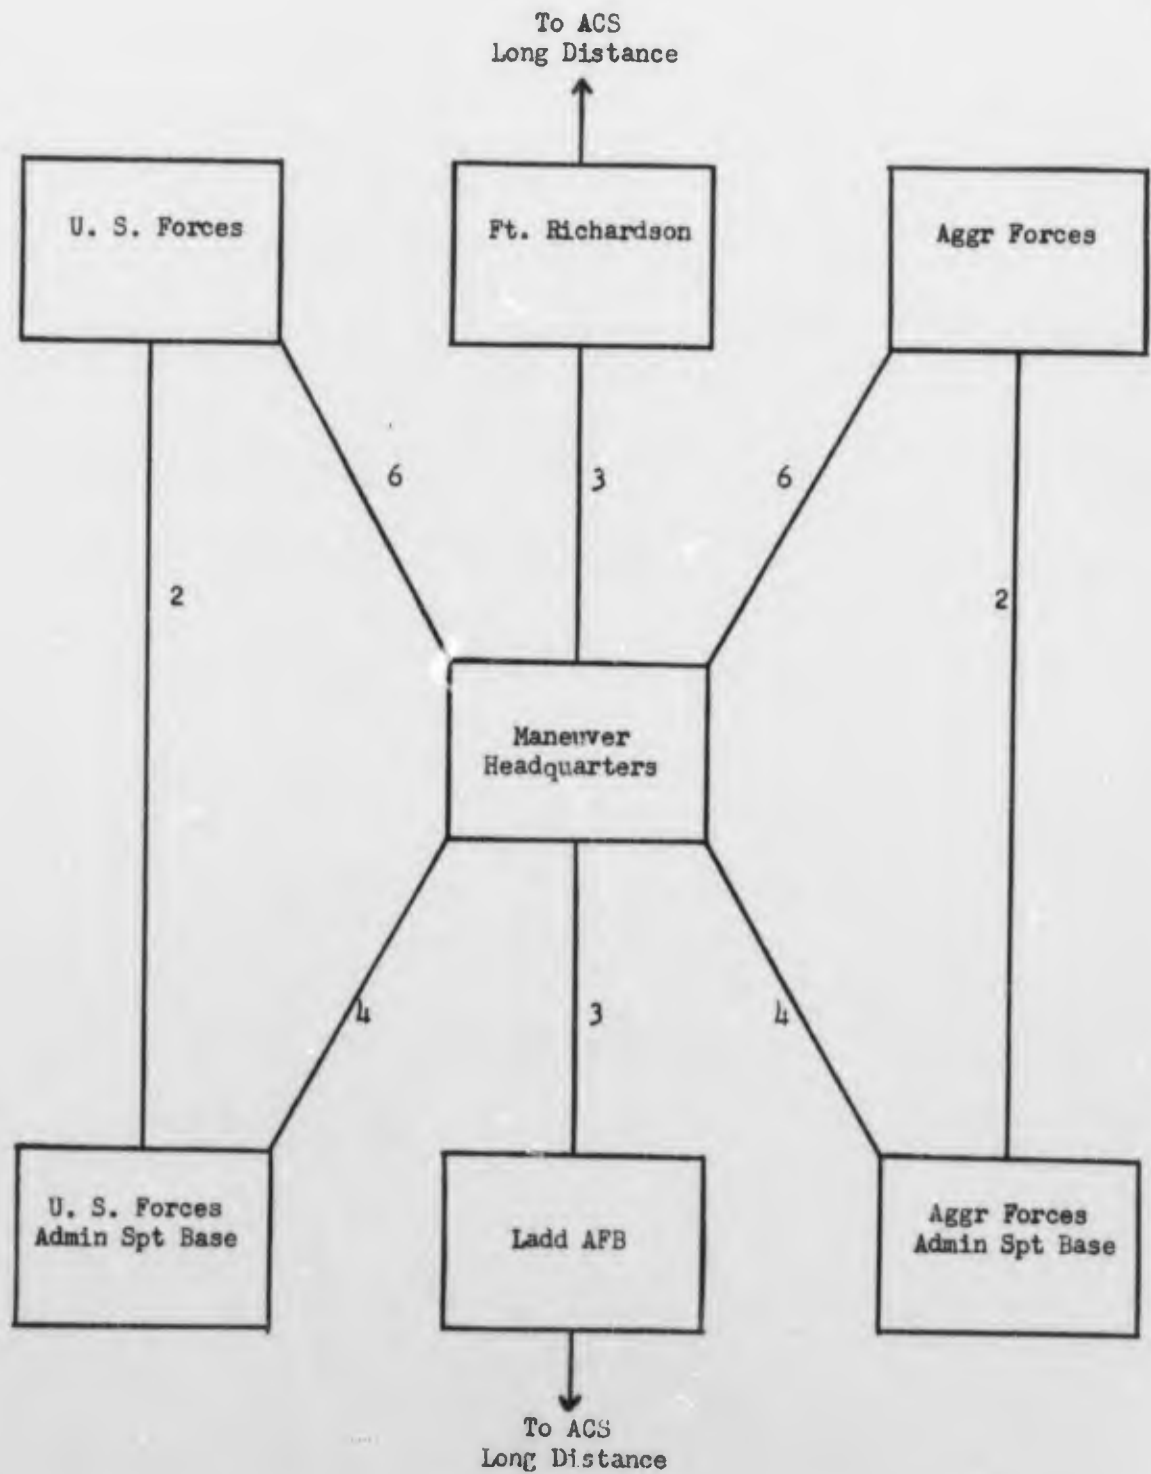 To ACS
Long Distance
U. S. Forces
Ft. Richardson
Aggr Forces
6
3
6
2
2
Maneuver
Headquarters
4
3
4
U. S. Forces
Admin Spt Base
Ladd AFB
Aggr Forces
Admin Spt Base
To ACS
Long Distance